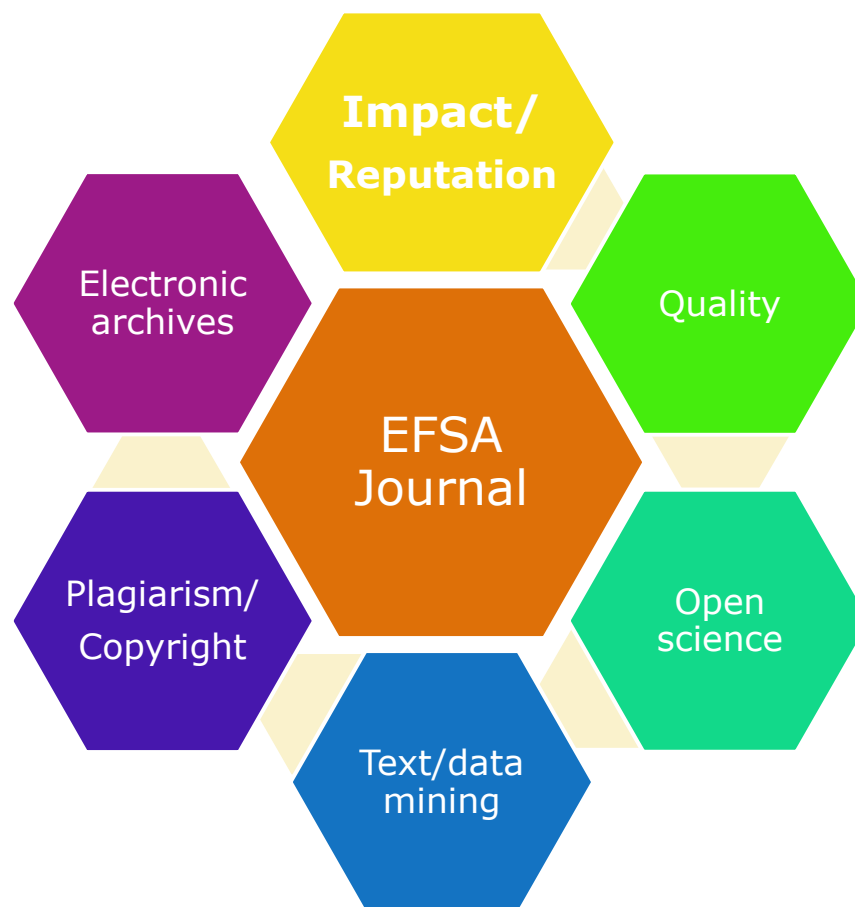 Impact/
Reputation
Electronic
archives
Quality
EFSA
Journal
Plagiarism/
Copyright
Open
science
Text/data
mining